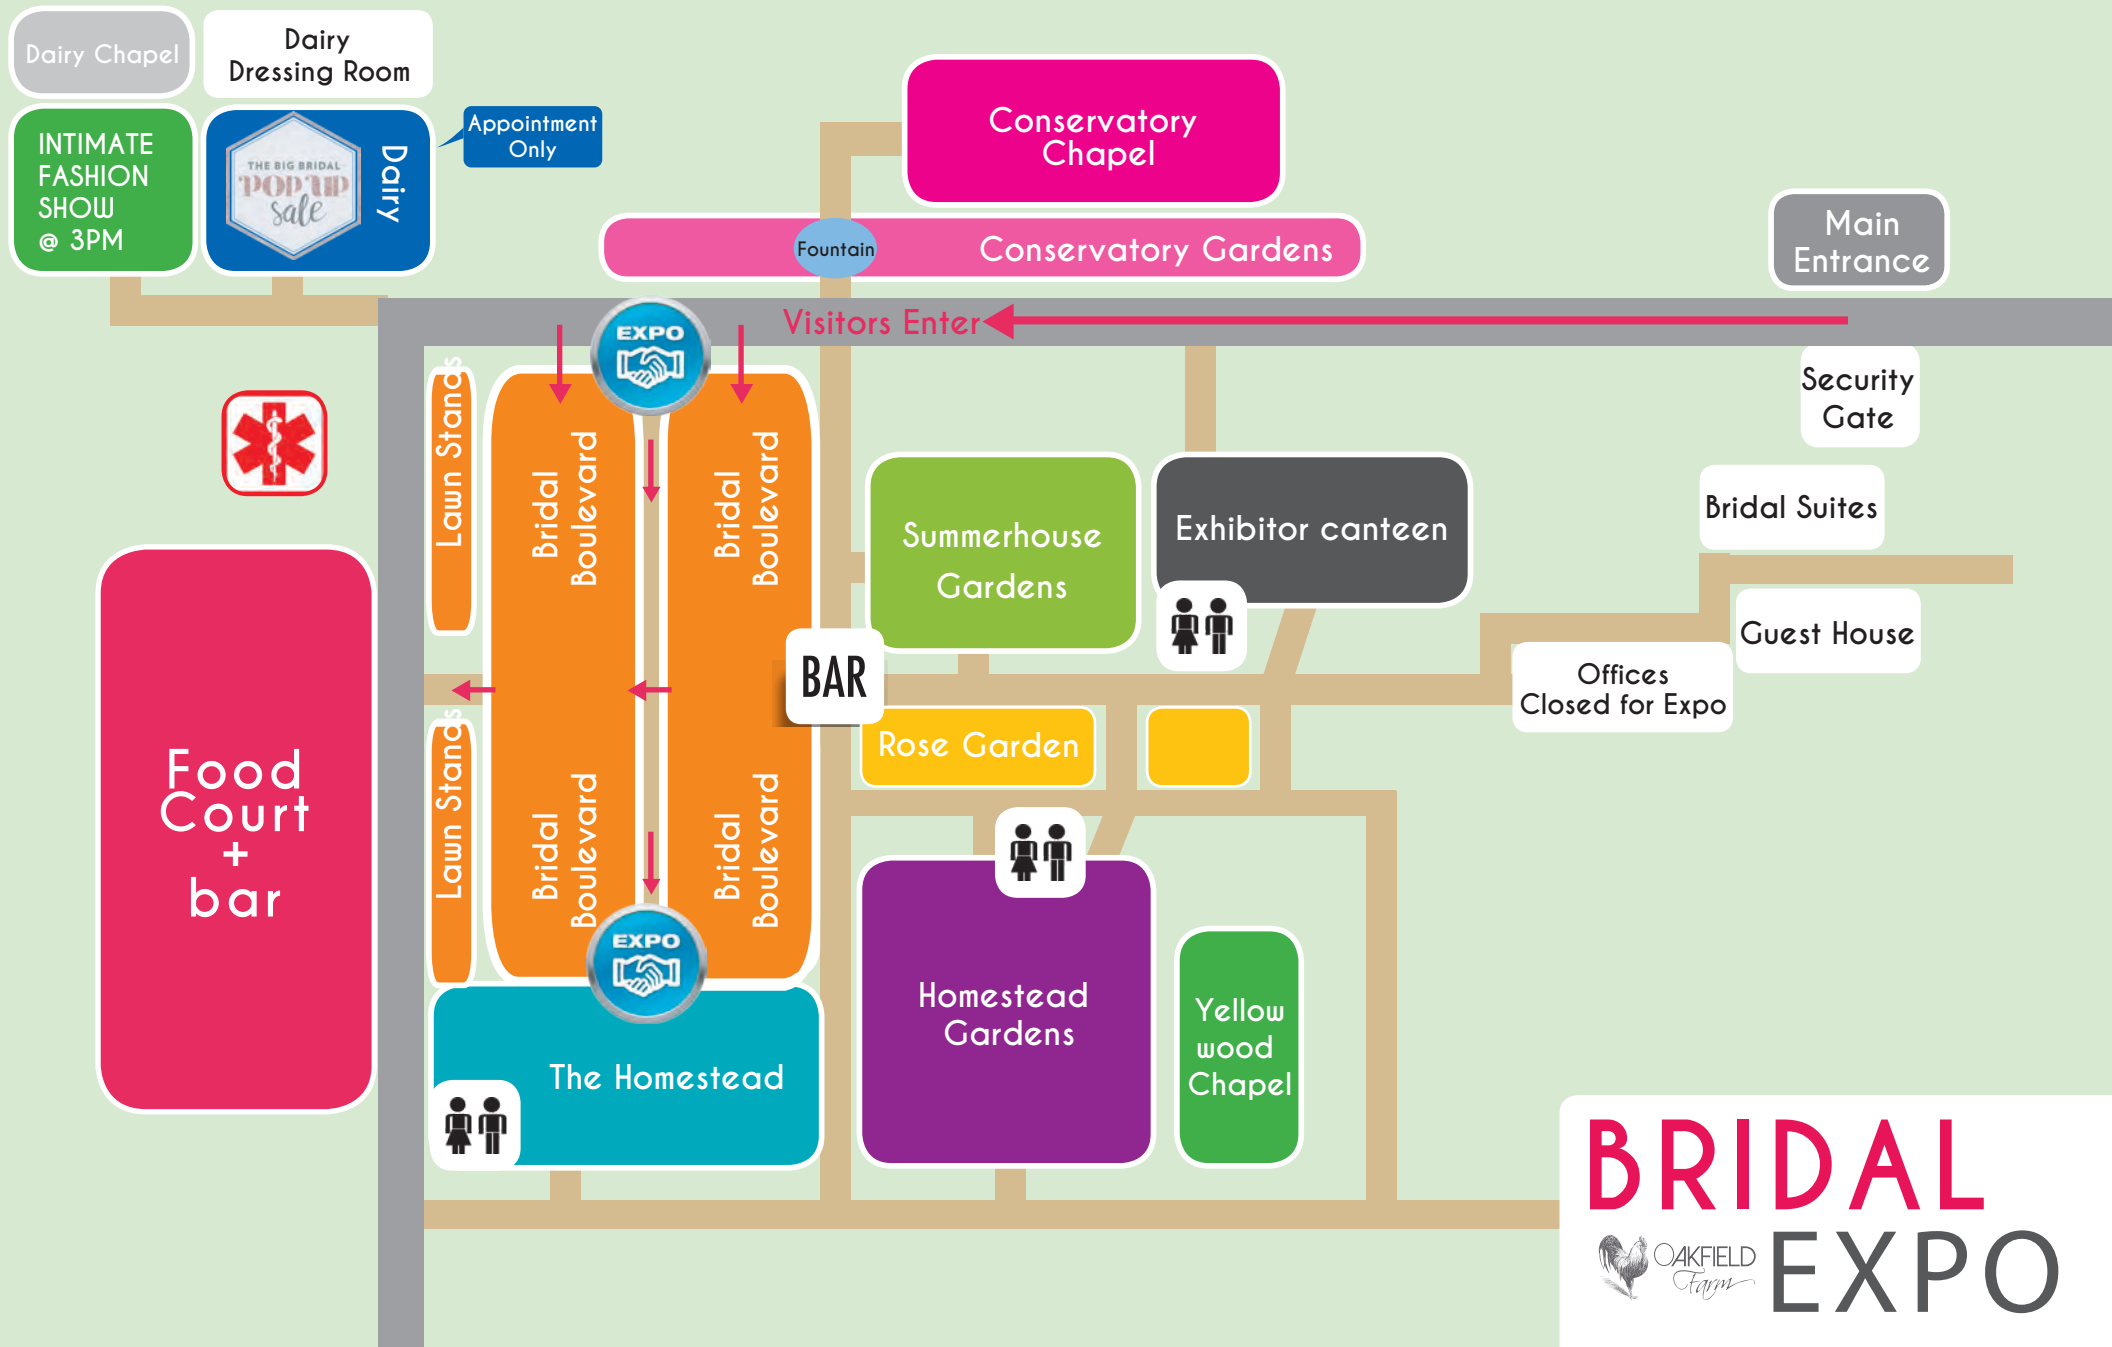 Dairy Chapel
Dairy
Dressing Room
INTIMATE
FASHION
SHOW
@ 3PM
THE BIG BRIDAL
POP UP
sale
Dairy
Appointment
Only
Conservatory
Chapel
Fountain
Conservatory Gardens
Main
Entrance
Visitors Enter
EXPO
Security
Gate
Lawn Stands
Bridal
Boulevard
Bridal
Boulevard
Summerhouse
Gardens
Exhibitor canteen
Bridal Suites
Guest House
Offices
Closed for Expo
BAR
Rose Garden
Food
Court
+
bar
Lawn Stands
Bridal
Boulevard
Bridal
Boulevard
EXPO
The Homestead
Homestead
Gardens
Yellow
wood
Chapel
BRIDAL
OAKFIELD
Farm
EXPO